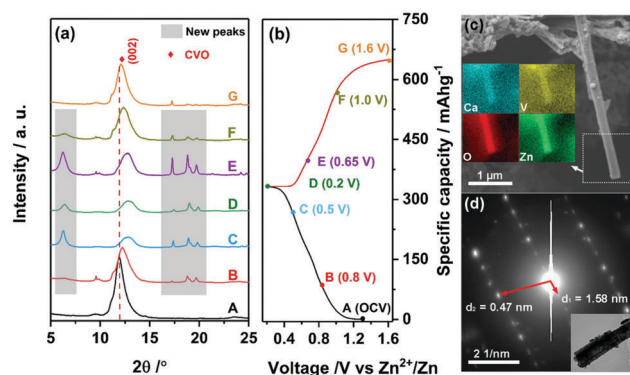 (a)
New peaks
(002)
CVO
G
F
E
D
C
B
A
Intensity / a. u.
5 10 15 20 25
2θ /°
(b)
G (1.6 V)
F (1.0 V)
E (0.65 V)
D (0.2 V)
C (0.5 V)
B (0.8 V)
A (OCV)
0.4 0.8 1.2 1.6
Voltage /V vs Zn²⁺/Zn
750
600
450
300
150
0
Specific capacity / mAhg⁻¹
(c)
Ca V
O Zn
1 µm
(d)
d₂ = 0.47 nm
d₁ = 1.58 nm
2 1/nm